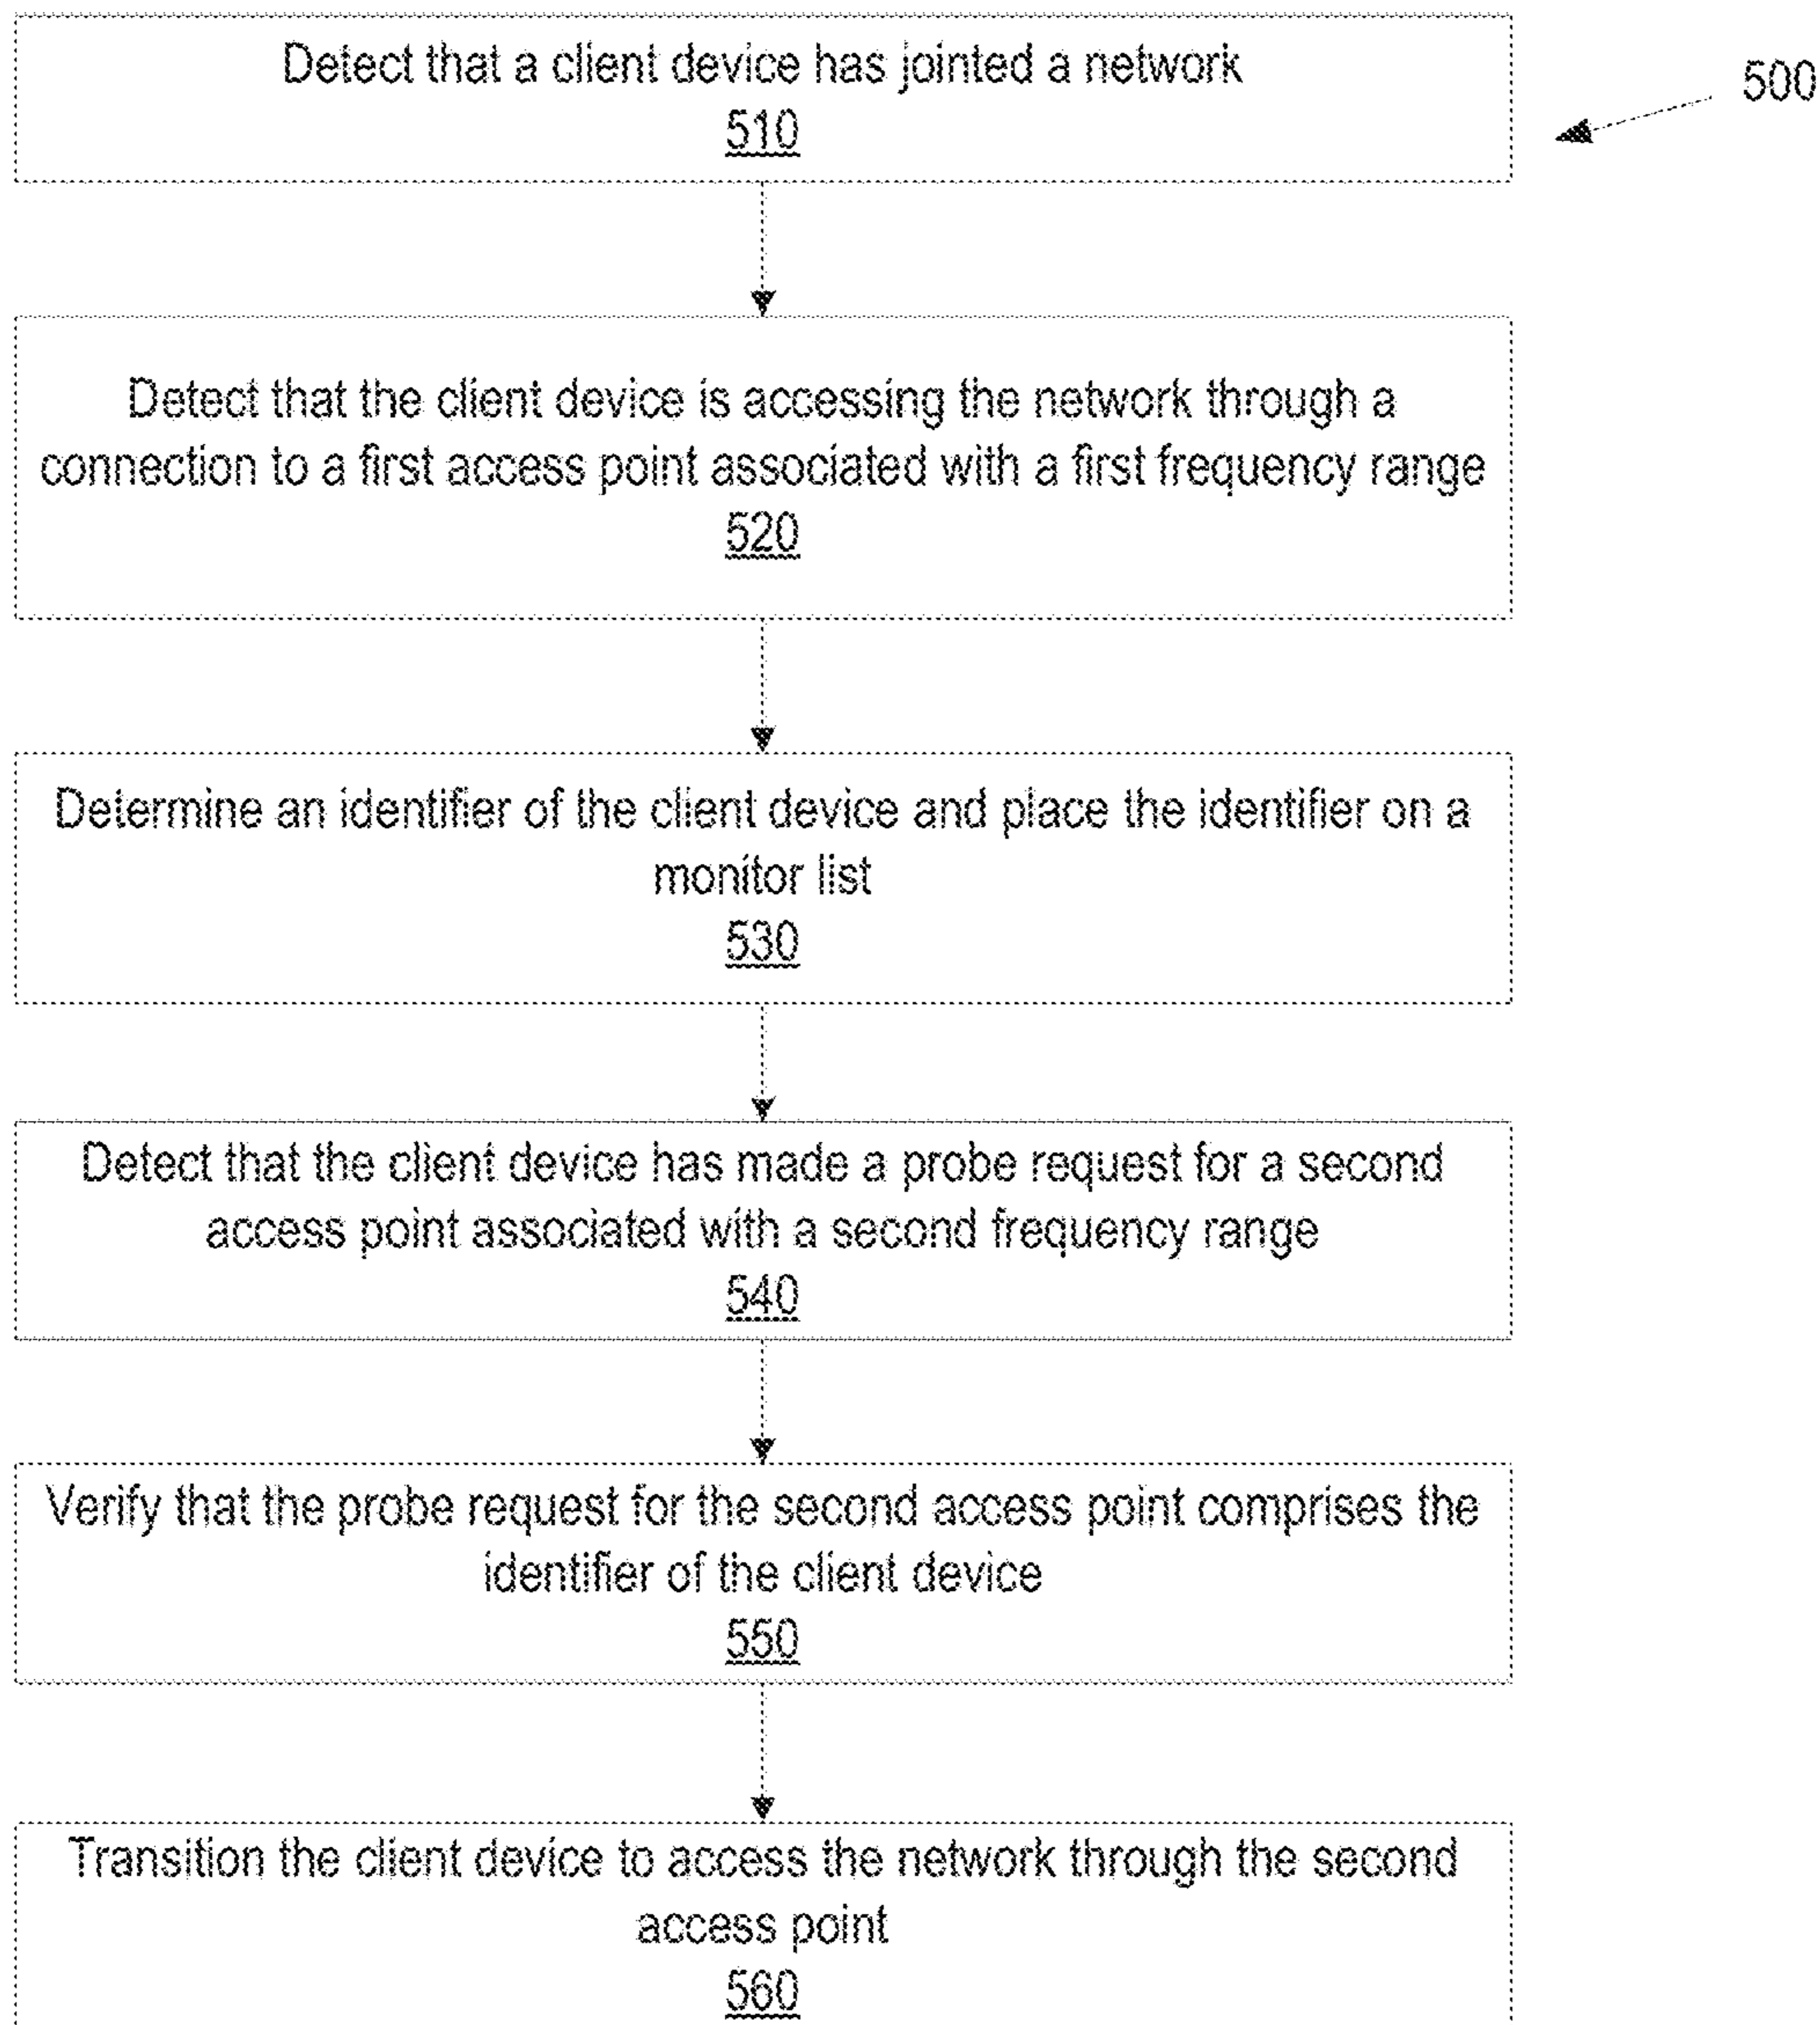 Detect that a client device has jointed a network
510
500
Detect that the client device is accessing the network through a
connection to a first access point associated with a first frequency range
520
Determine an identifier of the client device and place the identifier on a
monitor list
530
Detect that the client device has made a probe request for a second
access point associated with a second frequency range
540
Verify that the probe request for the second access point comprises the
identifier of the client device
550
Transition the client device to access the network through the second
access point
560